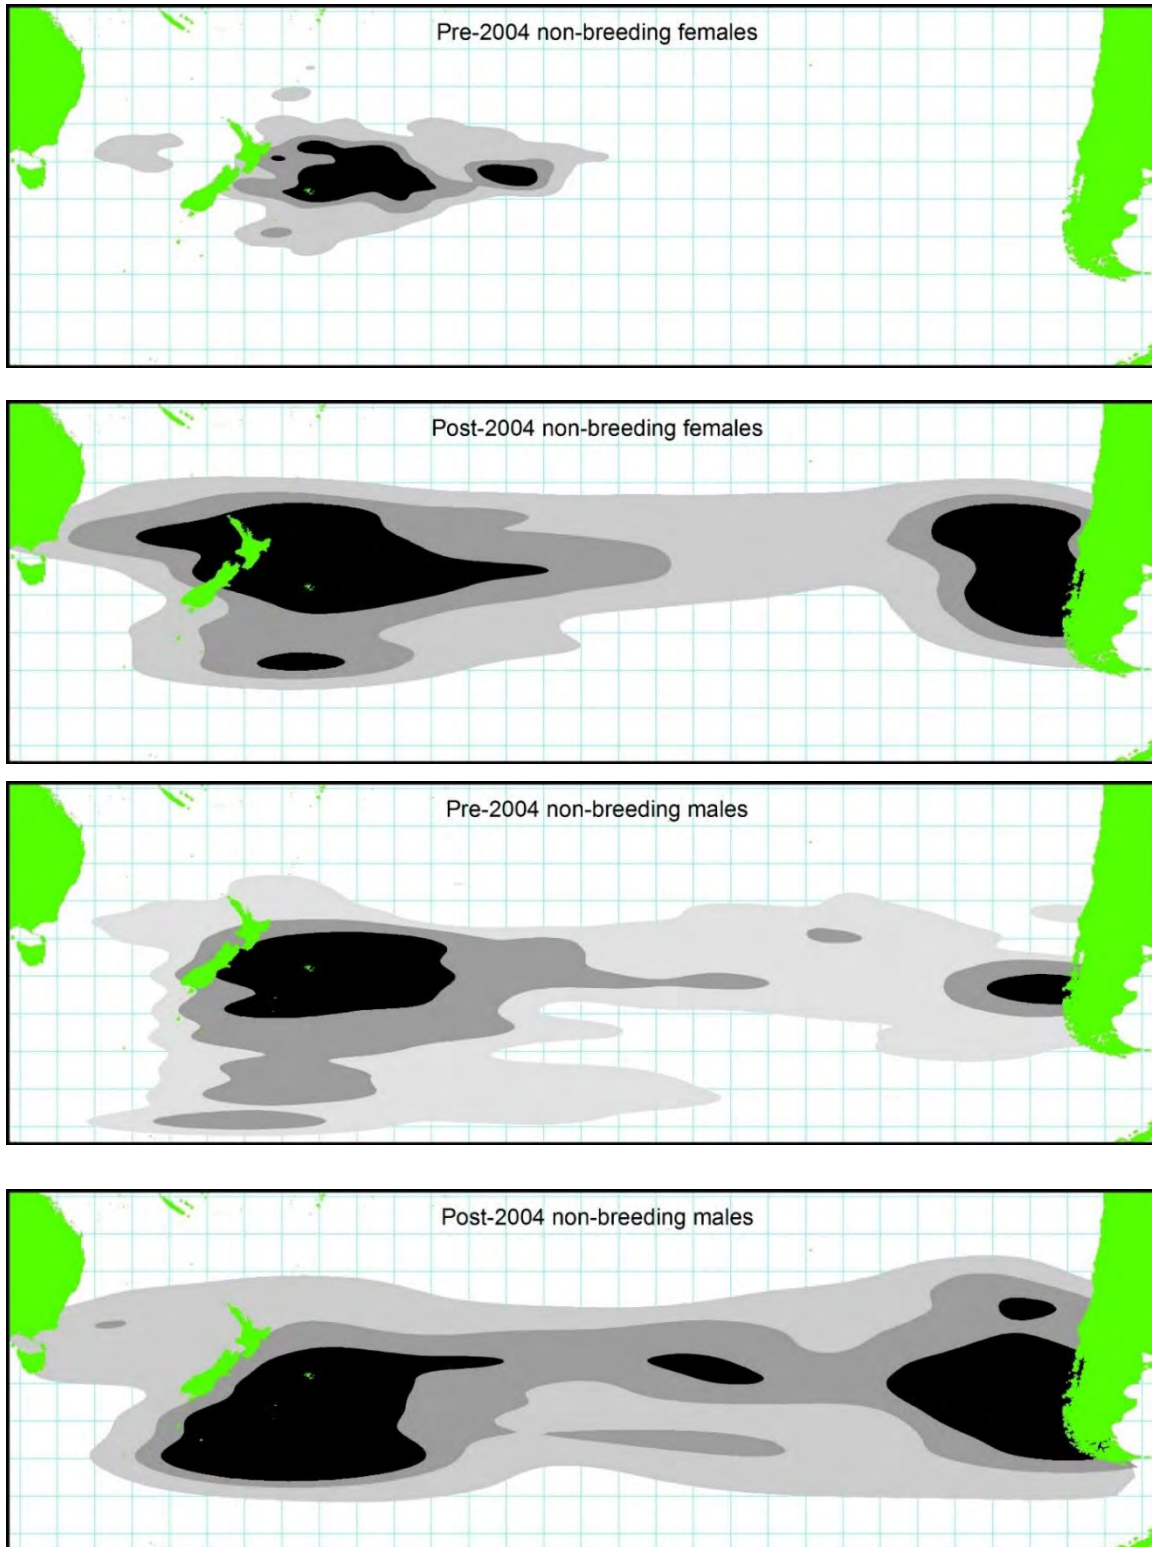 Pre-2004 non-breeding females
Post-2004 non-breeding females
Pre-2004 non-breeding males
Post-2004 non-breeding males